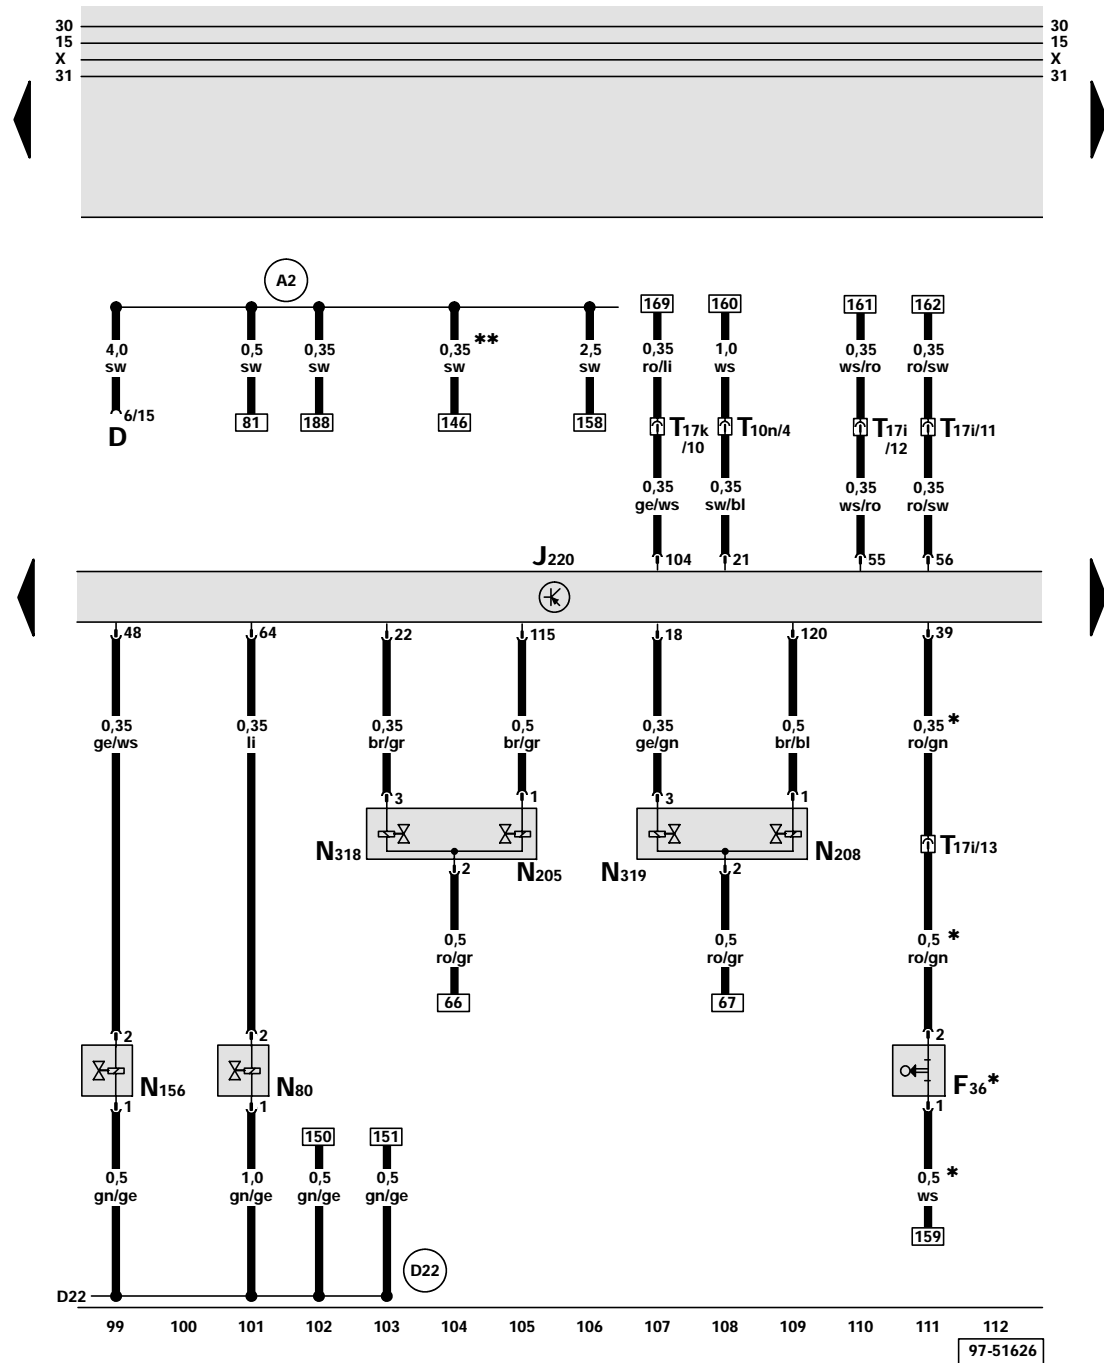 30 30
15 15
X X
31 31
A2
169 160 161 162
4,0 0,5 0,35 0,35 ** 2,5 0,35 1,0 0,35 0,35
sw sw sw sw sw ro/li ws ws/ro ro/sw
6/15 81 188 146 158
D
T17k T10n/4 T17i T17i/11
/10 /12
0,35 0,35 0,35 0,35
ge/ws sw/bl ws/ro ro/sw
J220
104 21 55 56
48 64 22 115 18 120 39
0,35 0,35 0,35 0,5 0,35 0,5 0,35 *
ge/ws li br/gr br/gr ge/gn br/bl ro/gn
3 1 3 1
N318 N208 T17i/13
2 N205 N319 2
0,5 0,5 0,5 *
ro/gr ro/gr ro/gn
66 67
2 2 2
N156 N80 F36*
1 1 1
150 151
0,5 1,0 0,5 0,5 0,5 *
gn/ge gn/ge gn/ge gn/ge ws
159
D22
D22
99 100 101 102 103 104 105 106 107 108 109 110 111 112
97-51626